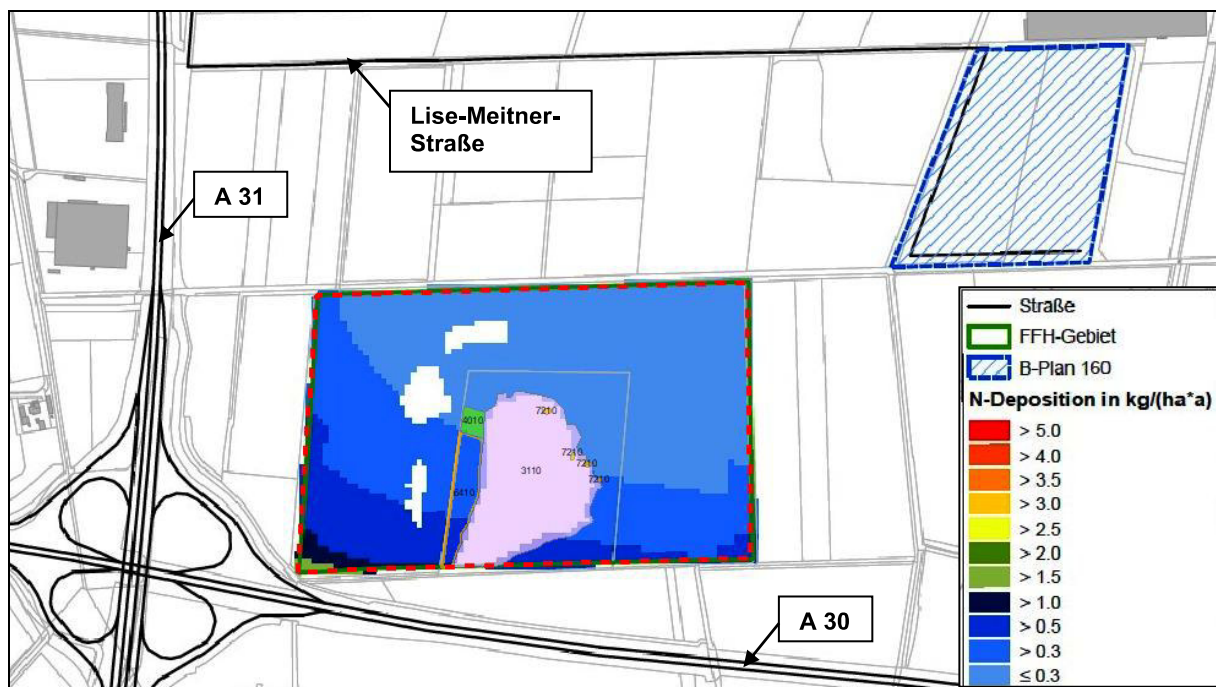 Lise-Meitner-
Straße
A 31
4010
7210
7210
7210
3110
7210
6410
A 30
Straße
FFH-Gebiet
B-Plan 160
N-Deposition in kg/(ha*a)
> 5.0
> 4.0
> 3.5
> 3.0
> 2.5
> 2.0
> 1.5
> 1.0
> 0.5
> 0.3
≤ 0.3